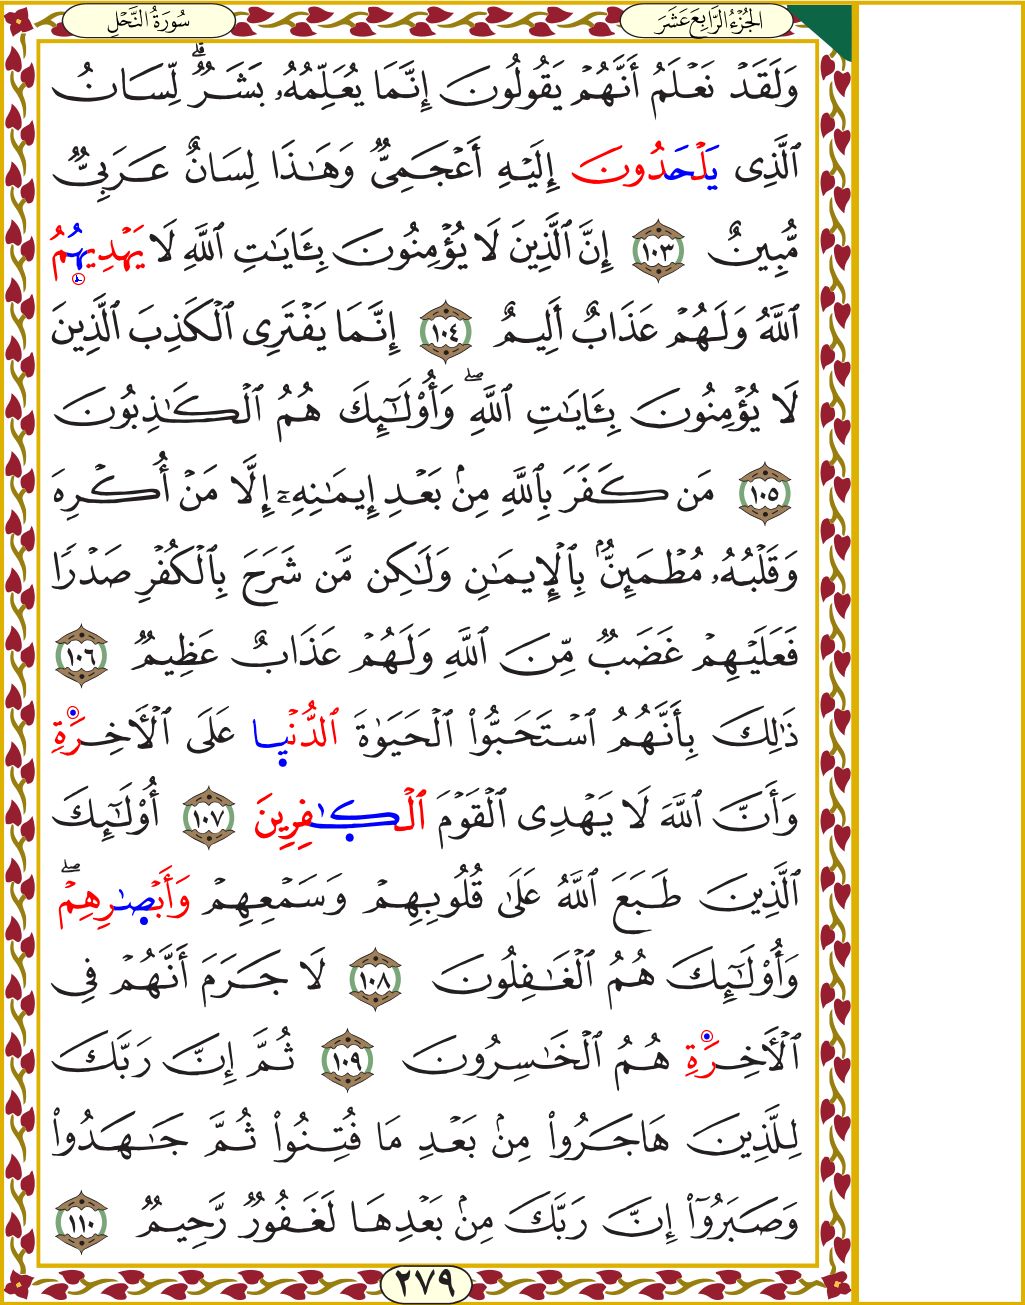 الجُزْءُ الرَّابِعَ عَشَرَ
سُورَةُ النَّحْلِ
وَلَقَدْ نَعْلَمُ أَنَّهُمْ يَقُولُونَ إِنَّمَا يُعَلِّمُهُۥ بَشَرٌۗ لِّسَانُ
ٱلَّذِى يَلْحَدُونَ إِلَيْهِ أَعْجَمِىٌّ وَهَـٰذَا لِسَانٌ عَرَبِىٌّ
مُّبِينٌ ١٠٣ إِنَّ ٱلَّذِينَ لَا يُؤْمِنُونَ بِـَٔايَـٰتِ ٱللَّهِ لَا يَهْدِيهُمُ
ٱللَّهُ وَلَهُمْ عَذَابٌ أَلِيمٌ ١٠٤ إِنَّمَا يَفْتَرِى ٱلْكَذِبَ ٱلَّذِينَ
لَا يُؤْمِنُونَ بِـَٔايَـٰتِ ٱللَّهِۖ وَأُو۟لَـٰٓئِكَ هُمُ ٱلْكَـٰذِبُونَ
١٠٥ مَن كَفَرَ بِٱللَّهِ مِنۢ بَعْدِ إِيمَـٰنِهِۦٓ إِلَّا مَنْ أُكْرِهَ
وَقَلْبُهُۥ مُطْمَئِنٌّۢ بِٱلْإِيمَـٰنِ وَلَـٰكِن مَّن شَرَحَ بِٱلْكُفْرِ صَدْرًا
فَعَلَيْهِمْ غَضَبٌ مِّنَ ٱللَّهِ وَلَهُمْ عَذَابٌ عَظِيمٌ ١٠٦
ذَٰلِكَ بِأَنَّهُمُ ٱسْتَحَبُّوا۟ ٱلْحَيَوٰةَ ٱلدُّنْيا عَلَى ٱلْأَخِرَةِ
وَأَنَّ ٱللَّهَ لَا يَهْدِى ٱلْقَوْمَ ٱلْكـٰفِرِينَ ١٠٧ أُو۟لَـٰٓئِكَ
ٱلَّذِينَ طَبَعَ ٱللَّهُ عَلَىٰ قُلُوبِهِمْ وَسَمْعِهِمْ وَأَبْصـٰرِهِمْۖ
وَأُو۟لَـٰٓئِكَ هُمُ ٱلْغَـٰفِلُونَ ١٠٨ لَا جَرَمَ أَنَّهُمْ فِى
ٱلْأَخِرَةِ هُمُ ٱلْخَـٰسِرُونَ ١٠٩ ثُمَّ إِنَّ رَبَّكَ
لِلَّذِينَ هَاجَرُوا۟ مِنۢ بَعْدِ مَا فُتِنُوا۟ ثُمَّ جَـٰهَدُوا۟
وَصَبَرُوٓا۟ إِنَّ رَبَّكَ مِنۢ بَعْدِهَا لَغَفُورٌ رَّحِيمٌ ١١٠
٢٧٩